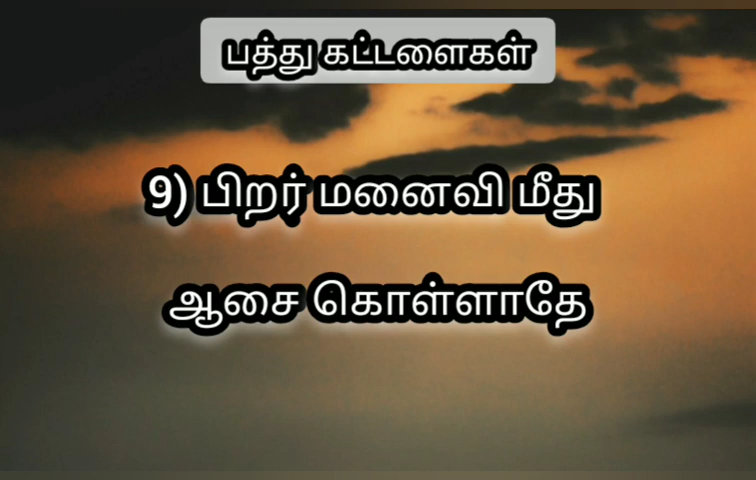 பத்து கட்டளைகள்
9) பிறர் மனைவி மீது
ஆசை கொள்ளாதே